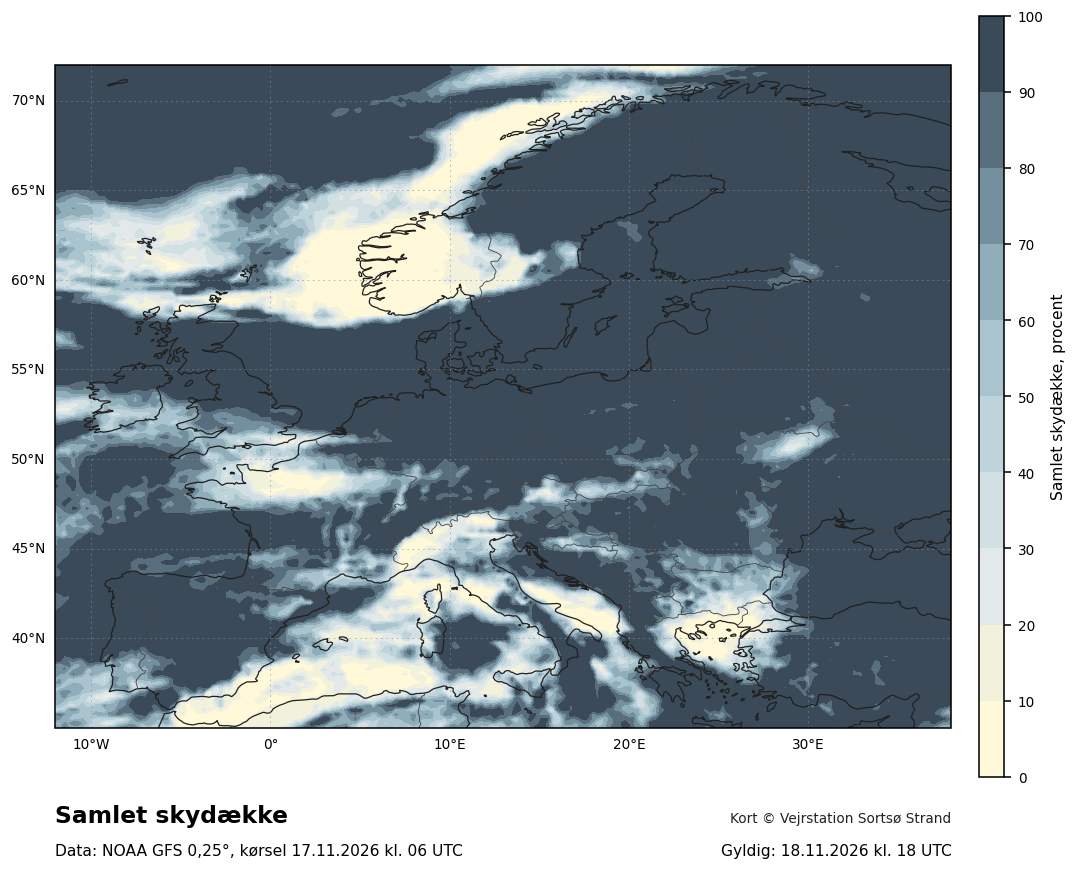 100
90
80
70
60
50
40
30
20
10
0
Samlet skydække, procent
70°N
65°N
60°N
55°N
50°N
45°N
40°N
10°W
0°
10°E
20°E
30°E
Samlet skydække
Kort © Vejrstation Sortsø Strand
Data: NOAA GFS 0,25°, kørsel 17.11.2026 kl. 06 UTC
Gyldig: 18.11.2026 kl. 18 UTC